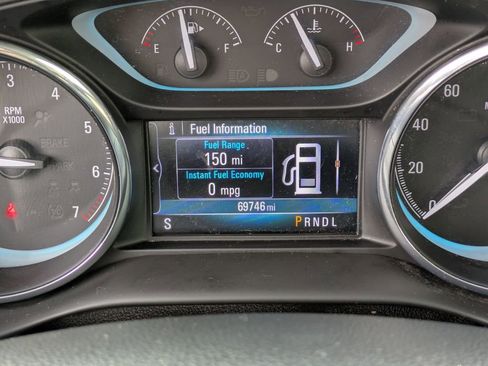 E F
C H
3
4
5
6
7
RPM
X1000
BRAKE
i Fuel Information
Fuel Range
150 mi
Instant Fuel Economy
0 mpg
69746 mi
S PRNDL
60
40
20
0